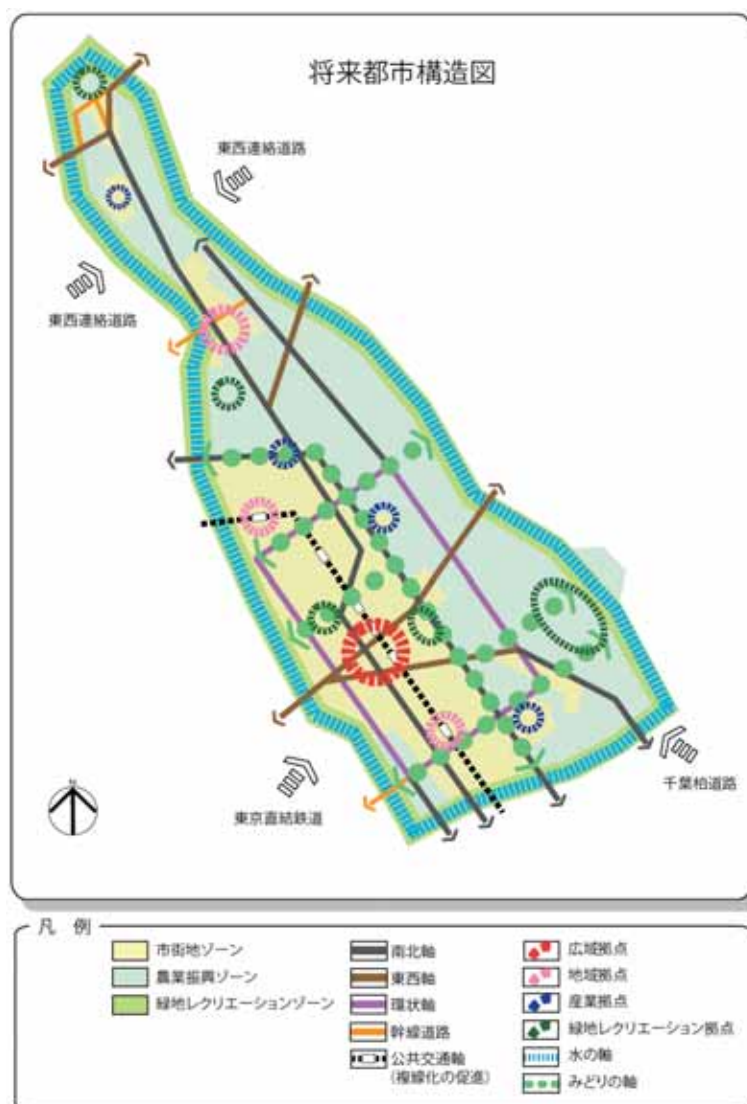 将来都市構造図
東西連絡道路
東西連絡道路
千葉柏道路
東京直結鉄道
N
凡 例
市街地ゾーン
農業振興ゾーン
緑地レクリエーションゾーン
南北軸
東西軸
環状軸
幹線道路
公共交通軸
(複線化の促進)
広域拠点
地域拠点
産業拠点
緑地レクリエーション拠点
水の軸
みどりの軸